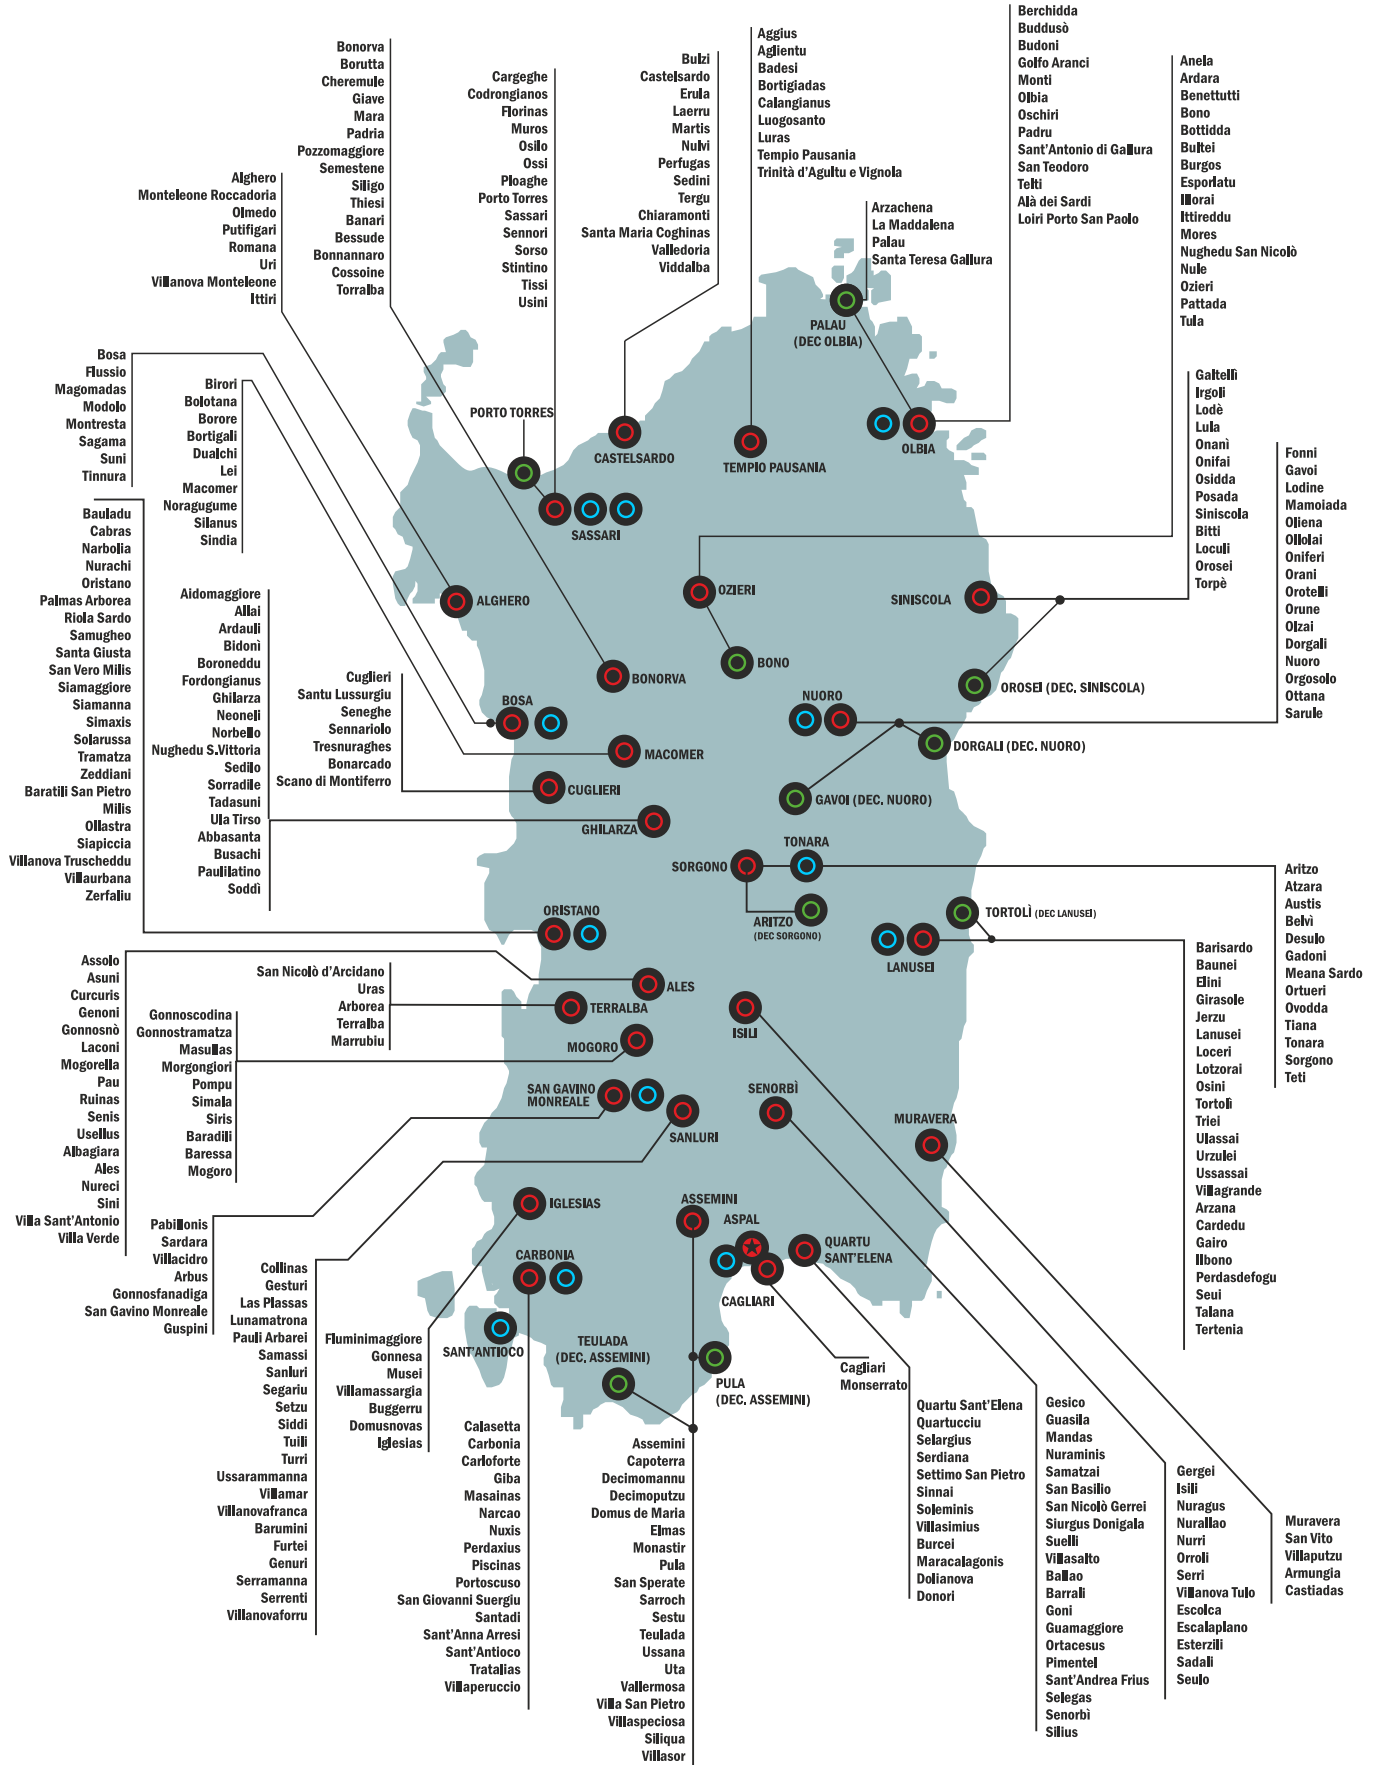 Berchidda
Buddusò
Budoni
Golfo Aranci
Monti
Olbia
Oschiri
Padru
Sant'Antonio di Gallura
San Teodoro
Telti
Alà dei Sardi
Loiri Porto San Paolo
Aggius
Aglientu
Badesi
Bortigiadas
Calangianus
Luogosanto
Luras
Tempio Pausania
Trinità d'Agultu e Vignola
Bonorva
Borutta
Cheremule
Giave
Mara
Padria
Pozzomaggiore
Semestene
Siligo
Thiesi
Banari
Bessude
Bonnannaro
Cossoine
Torralba
Bulzi
Castelsardo
Erula
Laerru
Martis
Nulvi
Perfugas
Sedini
Tergu
Chiaramonti
Santa Maria Coghinas
Valledoria
Viddalba
Anela
Ardara
Benettutti
Bono
Bottidda
Bultei
Burgos
Esporlatu
Illorai
Ittireddu
Mores
Nughedu San Nicolò
Nule
Ozieri
Pattada
Tula
Cargeghe
Codrongianos
Florinas
Muros
Osilo
Ossi
Ploaghe
Porto Torres
Sassari
Sennori
Sorso
Stintino
Tissi
Usini
Alghero
Monteleone Roccadoria
Olmedo
Putifigari
Romana
Uri
Villanova Monteleone
Ittiri
Arzachena
La Maddalena
Palau
Santa Teresa Gallura
PALAU
(DEC OLBIA)
Bosa
Flussio
Magomadas
Modolo
Montresta
Sagama
Suni
Tinnura
Birori
Bolotana
Borore
Bortigali
Dualchi
Lei
Macomer
Noragugume
Silanus
Sindia
Galtellì
Irgoli
Lodè
Lula
Onanì
Onifai
Osidda
Posada
Siniscola
Bitti
Loculi
Orosei
Torpè
PORTO TORRES
CASTELSARDO
TEMPIO PAUSANIA
OLBIA
SASSARI
Fonni
Gavoi
Lodine
Mamoiada
Oliena
Ollolai
Oniferi
Orani
Orotelli
Orune
Olzai
Dorgali
Nuoro
Orgosolo
Ottana
Sarule
Bauladu
Cabras
Narbolia
Nurachi
Oristano
Palmas Arborea
Riola Sardo
Samugheo
Santa Giusta
San Vero Milis
Siamaggiore
Siamanna
Simaxis
Solarussa
Tramatza
Zeddiani
Baratili San Pietro
Milis
Ollastra
Siapiccia
Villanova Truscheddu
Villaurbana
Zerfaliu
Aidomaggiore
Allai
Ardauli
Bidonì
Boroneddu
Fordongianus
Ghilarza
Neoneli
Norbello
Nughedu S.Vittoria
Sedilo
Sorradile
Tadasuni
Ula Tirso
Abbasanta
Busachi
Paulilatino
Soddì
ALGHERO
OZIERI
SINISCOLA
BONO
BONORVA
OROSEI (DEC. SINISCOLA)
Cuglieri
Santu Lussurgiu
Seneghe
Sennariolo
Tresnuraghes
Bonarcado
Scano di Montiferro
BOSA
NUORO
MACOMER
DORGALI (DEC. NUORO)
CUGLIERI
GAVOI (DEC. NUORO)
GHILARZA
SORGONO
TONARA
ARITZO
(DEC SORGONO)
TORTOLÌ (DEC LANUSEI)
ORISTANO
LANUSEI
Aritzo
Atzara
Austis
Belvì
Desulo
Gadoni
Meana Sardo
Ortueri
Ovodda
Tiana
Tonara
Sorgono
Teti
Barisardo
Baunei
Elini
Girasole
Jerzu
Lanusei
Loceri
Lotzorai
Osini
Tortolì
Triei
Ulassai
Urzulei
Ussassai
Villagrande
Arzana
Cardedu
Gairo
Ilbono
Perdasdefogu
Seui
Talana
Tertenia
Assolo
Asuni
Curcuris
Genoni
Gonnosnò
Laconi
Mogorella
Pau
Ruinas
Senis
Usellus
Albagiara
Ales
Nureci
Sini
Villa Sant'Antonio
Villa Verde
San Nicolò d'Arcidano
Uras
Arborea
Terralba
Marrubiu
Gonnoscodina
Gonnostramatza
Masullas
Morgongiori
Pompu
Simala
Siris
Baradili
Baressa
Mogoro
ALES
TERRALBA
ISILI
MOGORO
SAN GAVINO
MONREALE
SENORBÌ
SANLURI
MURAVERA
Pabillonis
Sardara
Villacidro
Arbus
Gonnosfanadiga
San Gavino Monreale
Guspini
IGLESIAS
ASSEMINI
ASPAL
QUARTU
SANT'ELENA
CARBONIA
CAGLIARI
SANT'ANTIOCO
TEULADA
(DEC. ASSEMINI)
PULA
(DEC. ASSEMINI)
Collinas
Gesturi
Las Plassas
Lunamatrona
Pauli Arbarei
Samassi
Sanluri
Segariu
Setzu
Siddi
Tuili
Turri
Ussarammanna
Villamar
Villanovafranca
Barumini
Furtei
Genuri
Serramanna
Serrenti
Villanovaforru
Fluminimaggiore
Gonnesa
Musei
Villamassargia
Buggerru
Domusnovas
Iglesias
Calasetta
Carbonia
Carloforte
Giba
Masainas
Narcao
Nuxis
Perdaxius
Piscinas
Portoscuso
San Giovanni Suergiu
Santadi
Sant'Anna Arresi
Sant'Antioco
Tratalias
Villaperuccio
Assemini
Capoterra
Decimomannu
Decimoputzu
Domus de Maria
Elmas
Monastir
Pula
San Sperate
Sarroch
Sestu
Teulada
Ussana
Uta
Vallermosa
Villa San Pietro
Villaspeciosa
Siliqua
Villasor
Cagliari
Monserrato
Quartu Sant'Elena
Quartucciu
Selargius
Serdiana
Settimo San Pietro
Sinnai
Soleminis
Villasimius
Burcei
Maracalagonis
Dolianova
Donori
Gesico
Guasila
Mandas
Nuraminis
Samatzai
San Basilio
San Nicolò Gerrei
Siurgus Donigala
Suelli
Villasalto
Ballao
Barrali
Goni
Guamaggiore
Ortacesus
Pimentel
Sant'Andrea Frius
Selegas
Senorbì
Silius
Gergei
Isili
Nuragus
Nurallao
Nurri
Orroli
Serri
Villanova Tulo
Escolca
Escalaplano
Esterzili
Sadali
Seulo
Muravera
San Vito
Villaputzu
Armungia
Castiadas